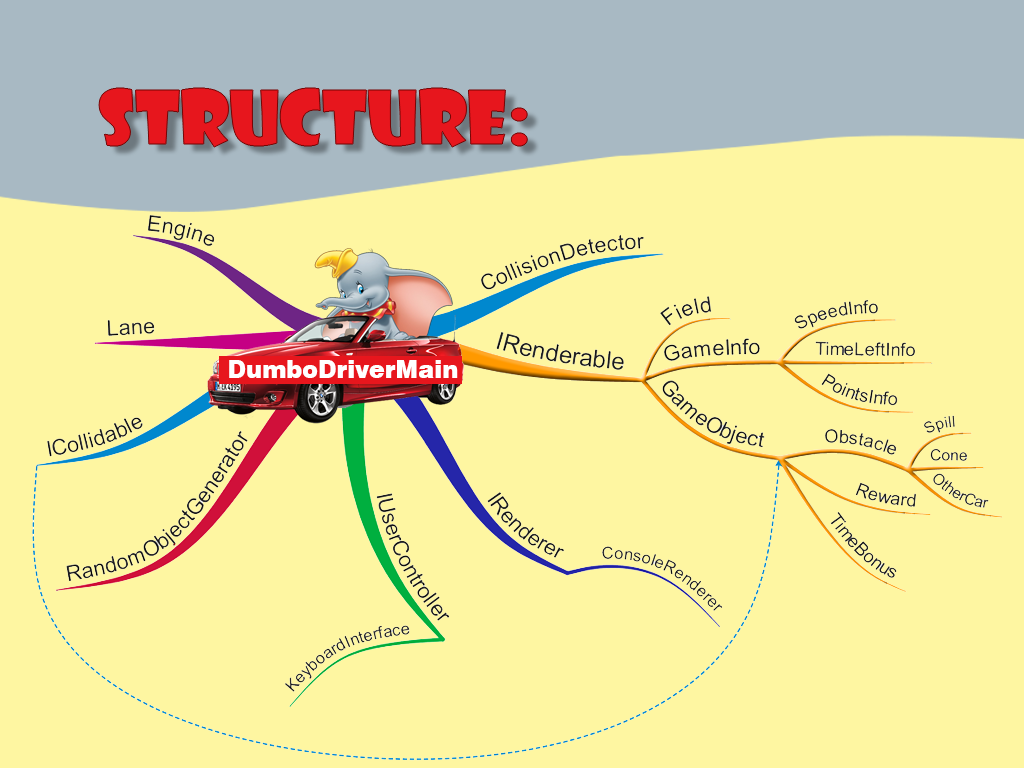 STRUCTURE:
Engine
CollisionDetector
Lane
IRenderable
Field
GameInfo
SpeedInfo
TimeLeftInfo
PointsInfo
GameObject
Obstacle
Spill
Cone
OtherCar
Reward
TimeBonus
DumboDriverMain
ICollidable
RandomObjectGenerator
IUserController
KeyboardInterface
IRenderer
ConsoleRenderer